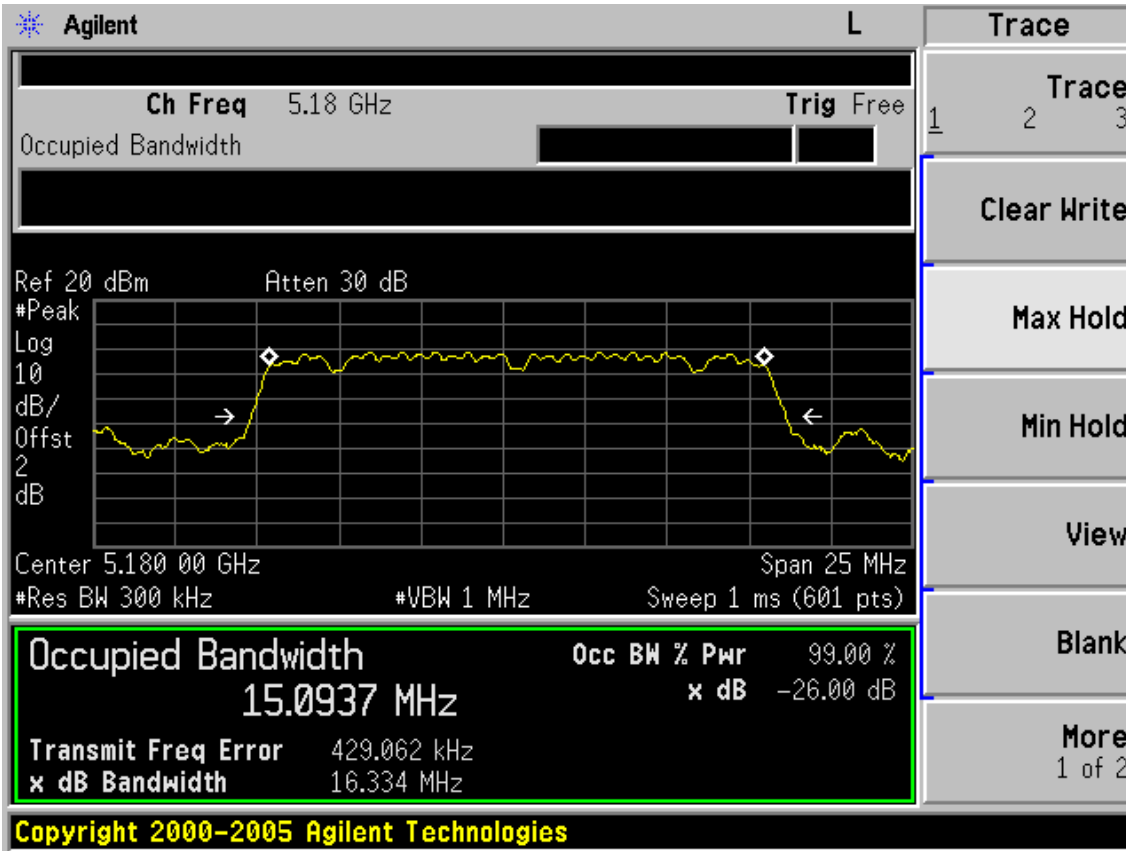 Agilent L Trace
Ch Freq 5.18 GHz Trig Free
Occupied Bandwidth
Trace
1 2 3
Clear Write
Max Hold
Min Hold
View
Blank
More
1 of 2
Ref 20 dBm Atten 30 dB
#Peak
Log
10
dB/
Offst
2
dB
Center 5.180 00 GHz Span 25 MHz
#Res BW 300 kHz #VBW 1 MHz Sweep 1 ms (601 pts)
Occupied Bandwidth Occ BW % Pwr 99.00 %
15.0937 MHz x dB -26.00 dB
Transmit Freq Error 429.062 kHz
x dB Bandwidth 16.334 MHz
Copyright 2000-2005 Agilent Technologies